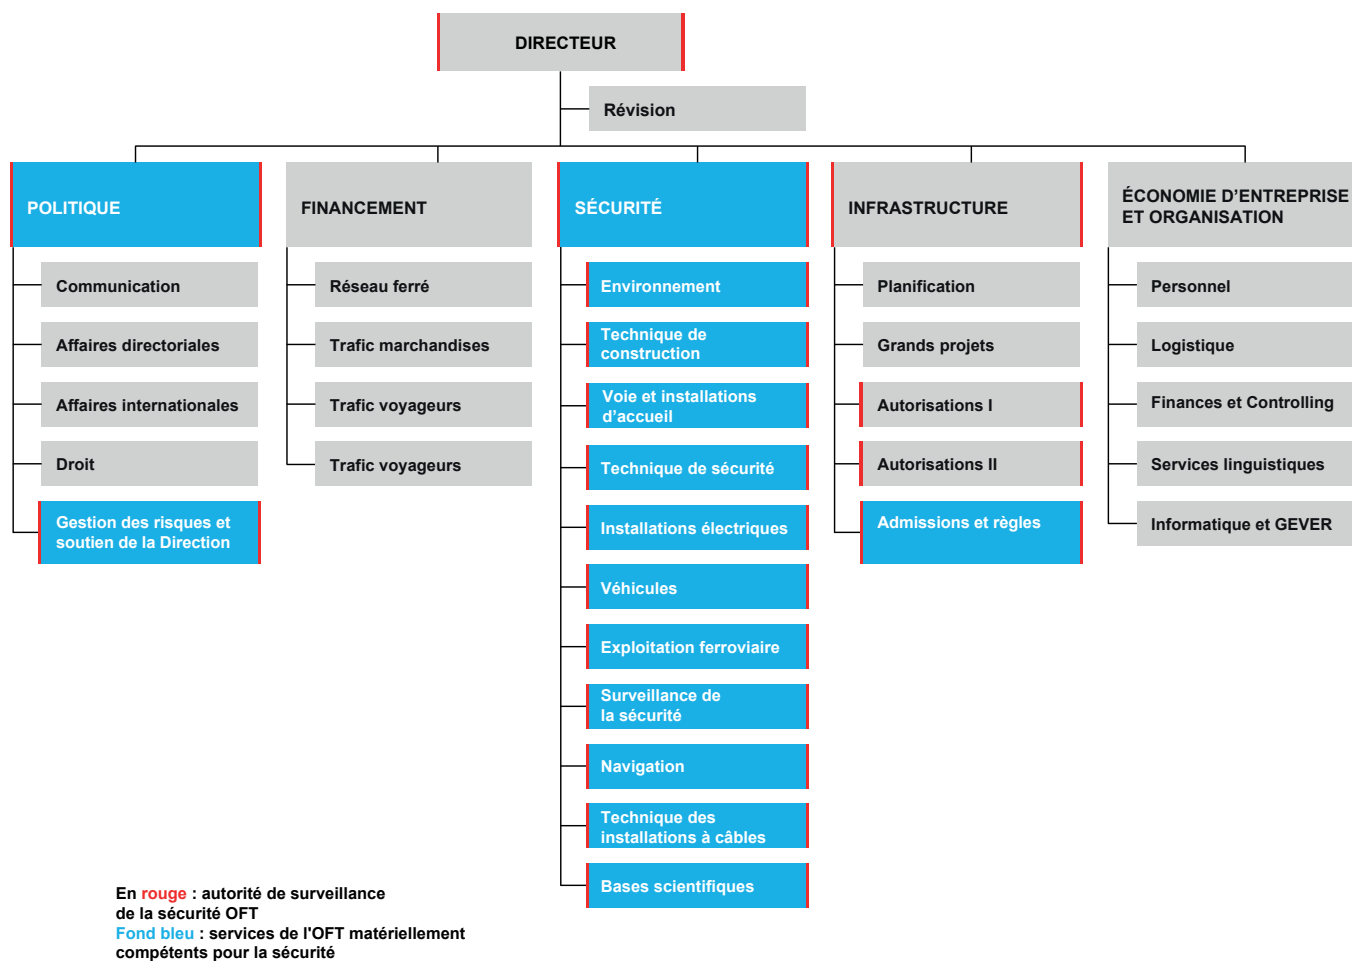 DIRECTEUR
Révision
POLITIQUE
Communication
Affaires directoriales
Affaires internationales
Droit
Gestion des risques et
soutien de la Direction
FINANCEMENT
Réseau ferré
Trafic marchandises
Trafic voyageurs
Trafic voyageurs
SÉCURITÉ
Environnement
Technique de
construction
Voie et installations
d’accueil
Technique de sécurité
Installations électriques
Véhicules
Exploitation ferroviaire
Surveillance de
la sécurité
Navigation
Technique des
installations à câbles
Bases scientifiques
INFRASTRUCTURE
Planification
Grands projets
Autorisations I
Autorisations II
Admissions et règles
ÉCONOMIE D’ENTREPRISE
ET ORGANISATION
Personnel
Logistique
Finances et Controlling
Services linguistiques
Informatique et GEVER
En rouge : autorité de surveillance
de la sécurité OFT
Fond bleu : services de l'OFT matériellement
compétents pour la sécurité